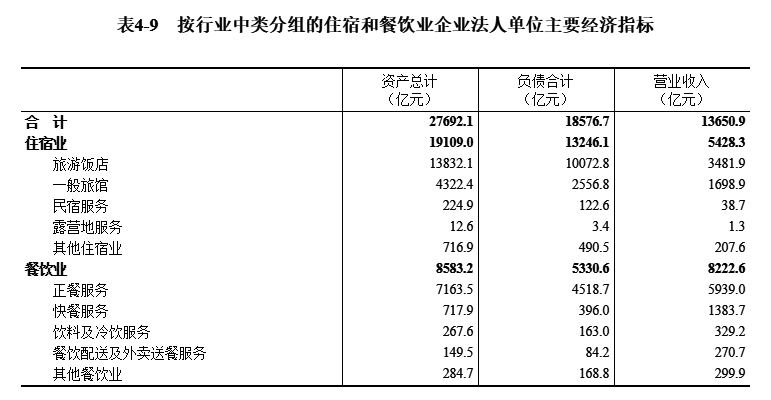 表4-9 按行业中类分组的住宿和餐饮业企业法人单位主要经济指标
资产总计（亿元） 负债合计（亿元） 营业收入（亿元）
合 计 27692.1 18576.7 13650.9
住宿业 19109.0 13246.1 5428.3
旅游饭店 13832.1 10072.8 3481.9
一般旅馆 4322.4 2556.8 1698.9
民宿服务 224.9 122.6 38.7
露营地服务 12.6 3.4 1.3
其他住宿业 716.9 490.5 207.6
餐饮业 8583.2 5330.6 8222.6
正餐服务 7163.5 4518.7 5939.0
快餐服务 717.9 396.0 1383.7
饮料及冷饮服务 267.6 163.0 329.2
餐饮配送及外卖送餐服务 149.5 84.2 270.7
其他餐饮业 284.7 168.8 299.9